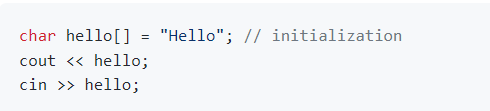 char hello[] = "Hello"; // initialization
cout << hello;
cin >> hello;